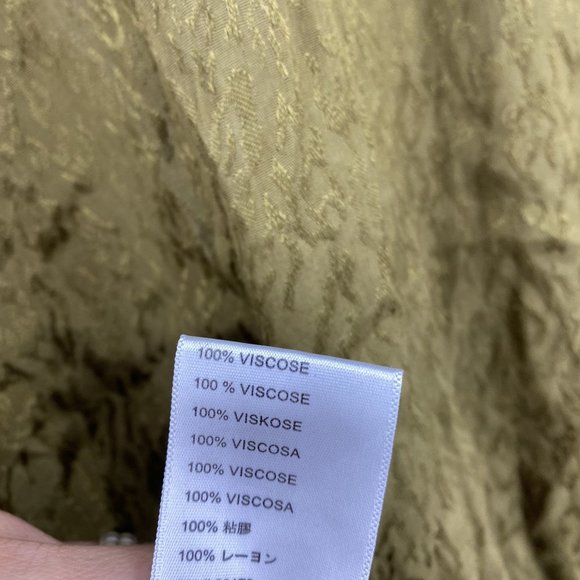 100% VISCOSE
100 % VISCOSE
100% VISKOSE
100% VISCOSA
100% VISCOSE
100% VISCOSA
100% 粘膠
100% レーヨン